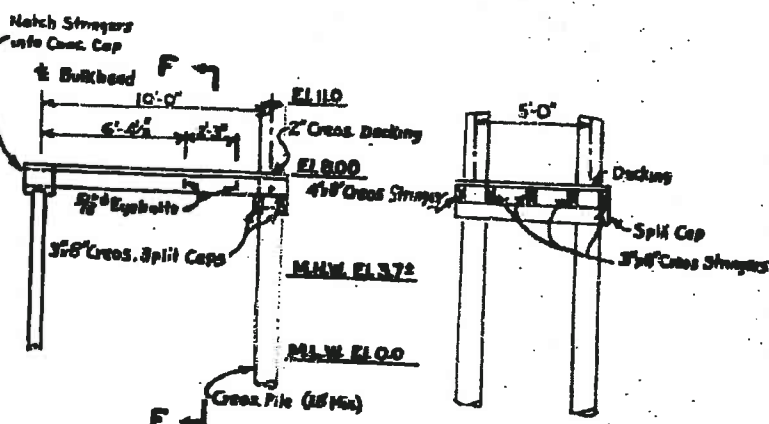 Notch Stringers
into Conc. Cap
℄ Bulkhead
F
10'-0"
6'-4½"
El. 11.0
2" Creos. Decking
El. 8.00
4"x8" Creos Stringer
Eyebolts
3"x8" Creos. Split Caps
M.H.W. El. 3.7±
M.L.W. El. 0.0
Creos. Pile (Min)
F
5'-0"
Decking
Split Cap
3"x8" Creos Stringers